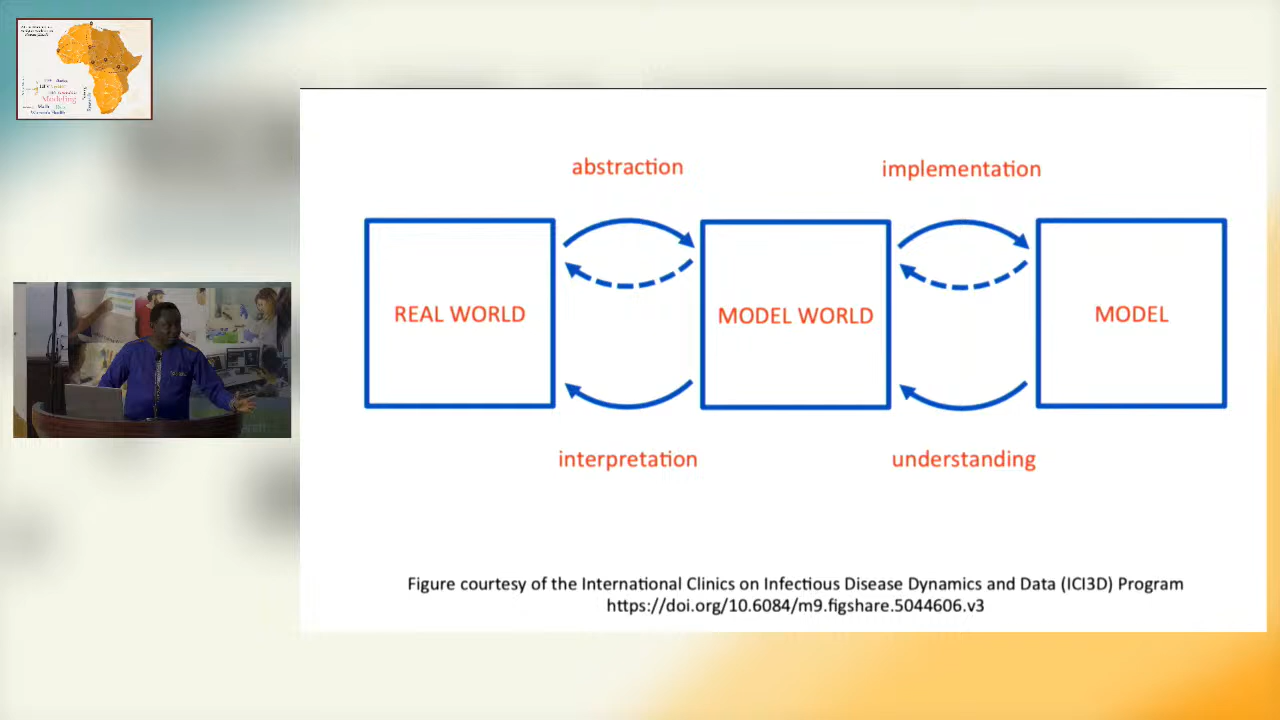 Modelling
abstraction
implementation
REAL WORLD
MODEL WORLD
MODEL
interpretation
understanding
Figure courtesy of the International Clinics on Infectious Disease Dynamics and Data (ICI3D) Program
https://doi.org/10.6084/m9.figshare.5044606.v3